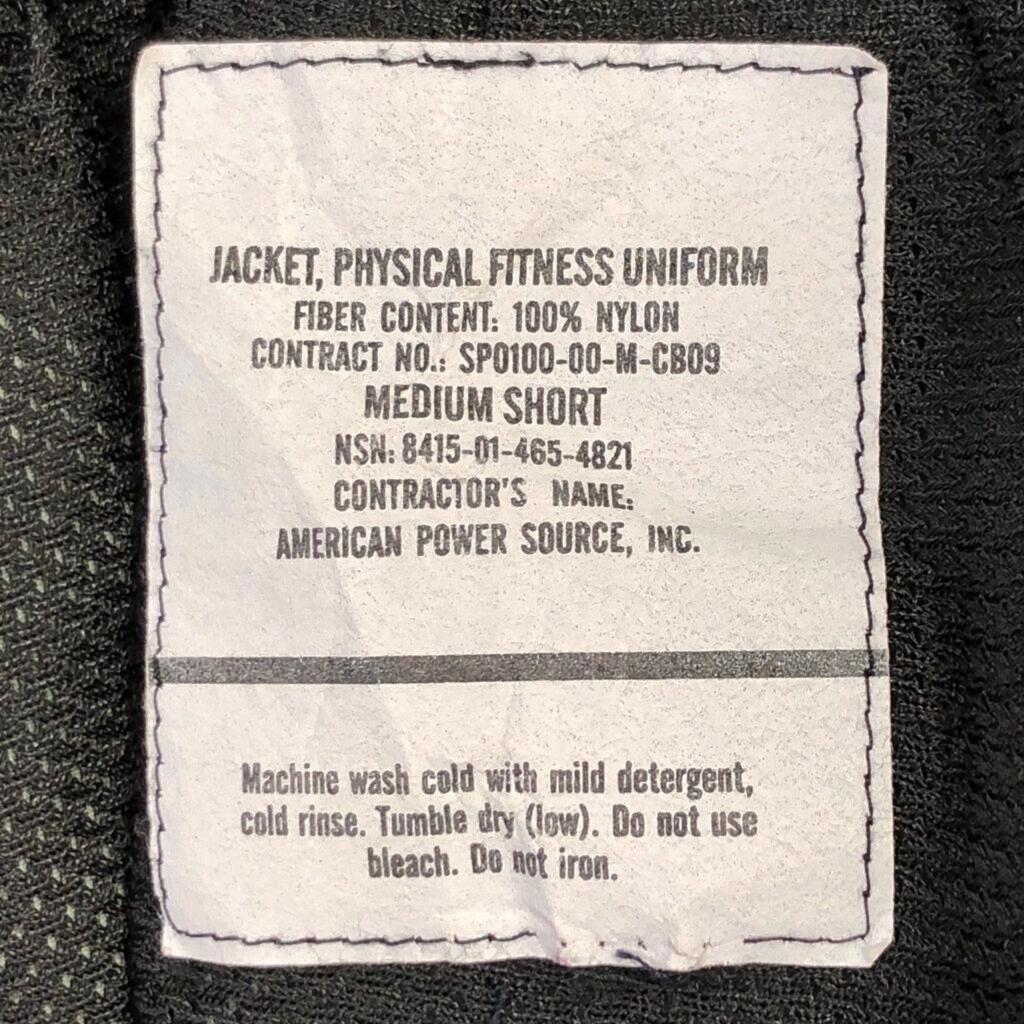 JACKET, PHYSICAL FITNESS UNIFORM
FIBER CONTENT: 100% NYLON
CONTRACT NO.: SPO100-00-M-CB09
MEDIUM SHORT
NSN: 8415-01-465-4821
CONTRACTOR'S NAME:
AMERICAN POWER SOURCE, INC.
Machine wash cold with mild detergent,
cold rinse. Tumble dry (low). Do not use
bleach. Do not iron.